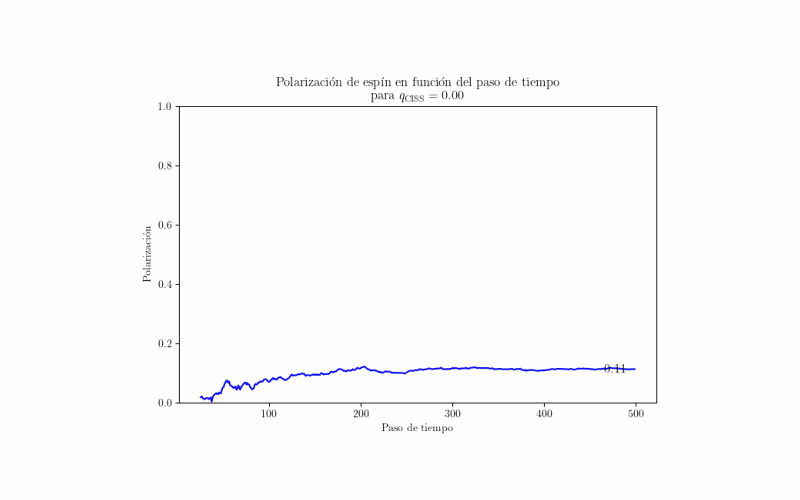 Polarización de espín en función del paso de tiempo
para qCISS = 0.00
1.0
0.8
0.6
0.4
0.2
0.0
Polarización
0.11
100 200 300 400 500
Paso de tiempo